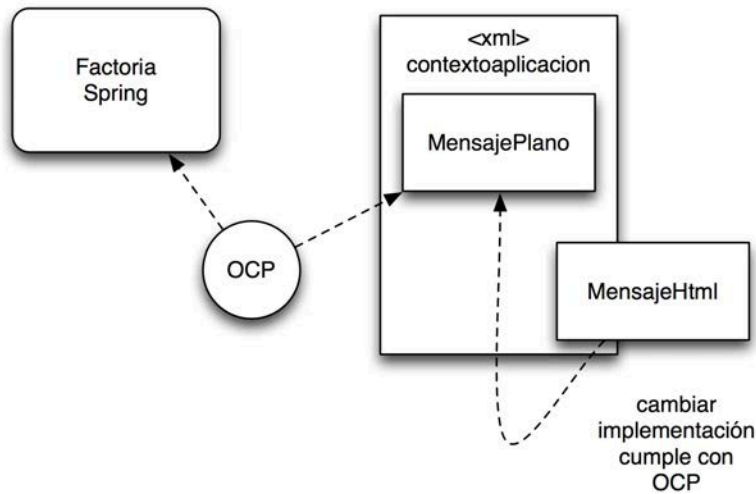 Factoria
Spring
<xml>
contextoaplicacion
MensajePlano
OCP
MensajeHtml
cambiar
implementación
cumple con
OCP